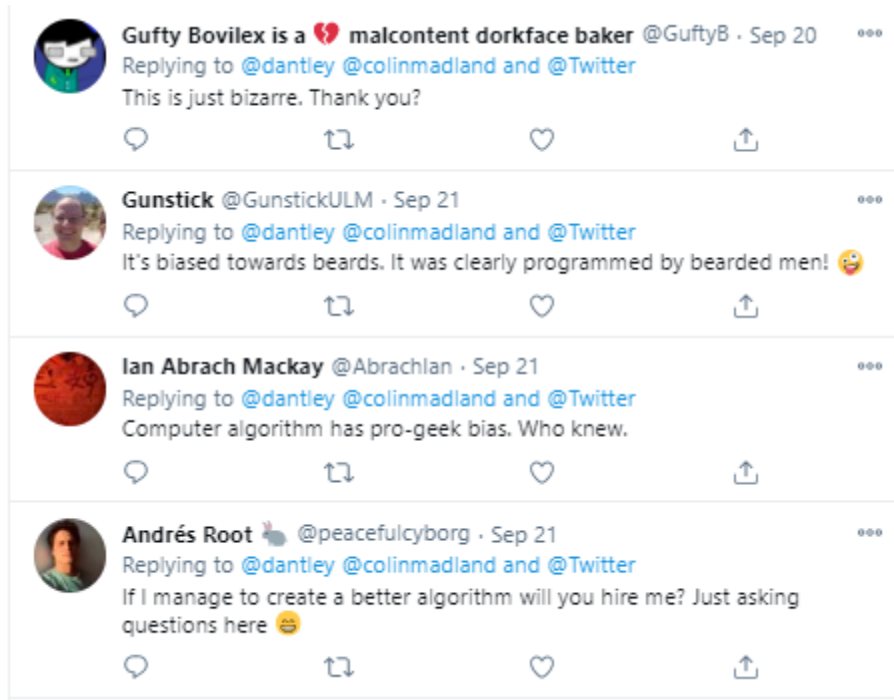 Gufty Bovilex is a 💔 malcontent dorkface baker @GuftyB · Sep 20
Replying to @dantley @colinmadland and @Twitter
This is just bizarre. Thank you?
Gunstick @GunstickULM · Sep 21
Replying to @dantley @colinmadland and @Twitter
It's biased towards beards. It was clearly programmed by bearded men! 🤪
Ian Abrach Mackay @AbrachIan · Sep 21
Replying to @dantley @colinmadland and @Twitter
Computer algorithm has pro-geek bias. Who knew.
Andrés Root 🐇 @peacefulcyborg · Sep 21
Replying to @dantley @colinmadland and @Twitter
If I manage to create a better algorithm will you hire me? Just asking
questions here 😄